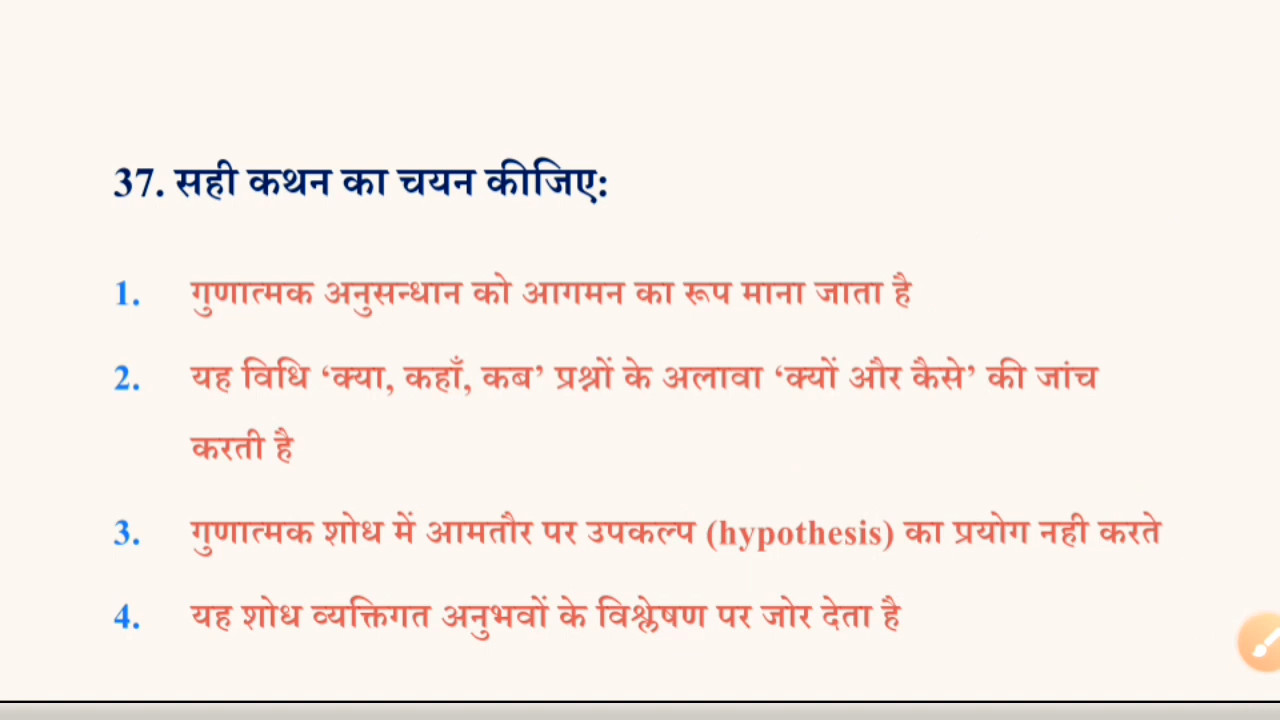 37. सही कथन का चयन कीजिए:
1. गुणात्मक अनुसन्धान को आगमन का रूप माना जाता है
2. यह विधि ‘क्या, कहाँ, कब’ प्रश्नों के अलावा ‘क्यों और कैसे’ की जांच
करती है
3. गुणात्मक शोध में आमतौर पर उपकल्प (hypothesis) का प्रयोग नही करते
4. यह शोध व्यक्तिगत अनुभवों के विश्लेषण पर जोर देता है